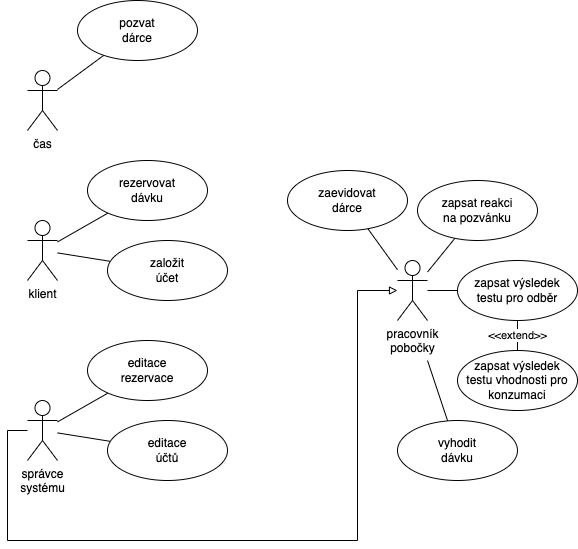 pozvat
dárce
čas
rezervovat
dávku
založit
účet
klient
editace
rezervace
editace
účtů
správce
systému
zaevidovat
dárce
zapsat reakci
na pozvánku
zapsat výsledek
testu pro odběr
<<extend>>
zapsat výsledek
testu vhodnosti pro
konzumaci
pracovník
pobočky
vyhodit
dávku